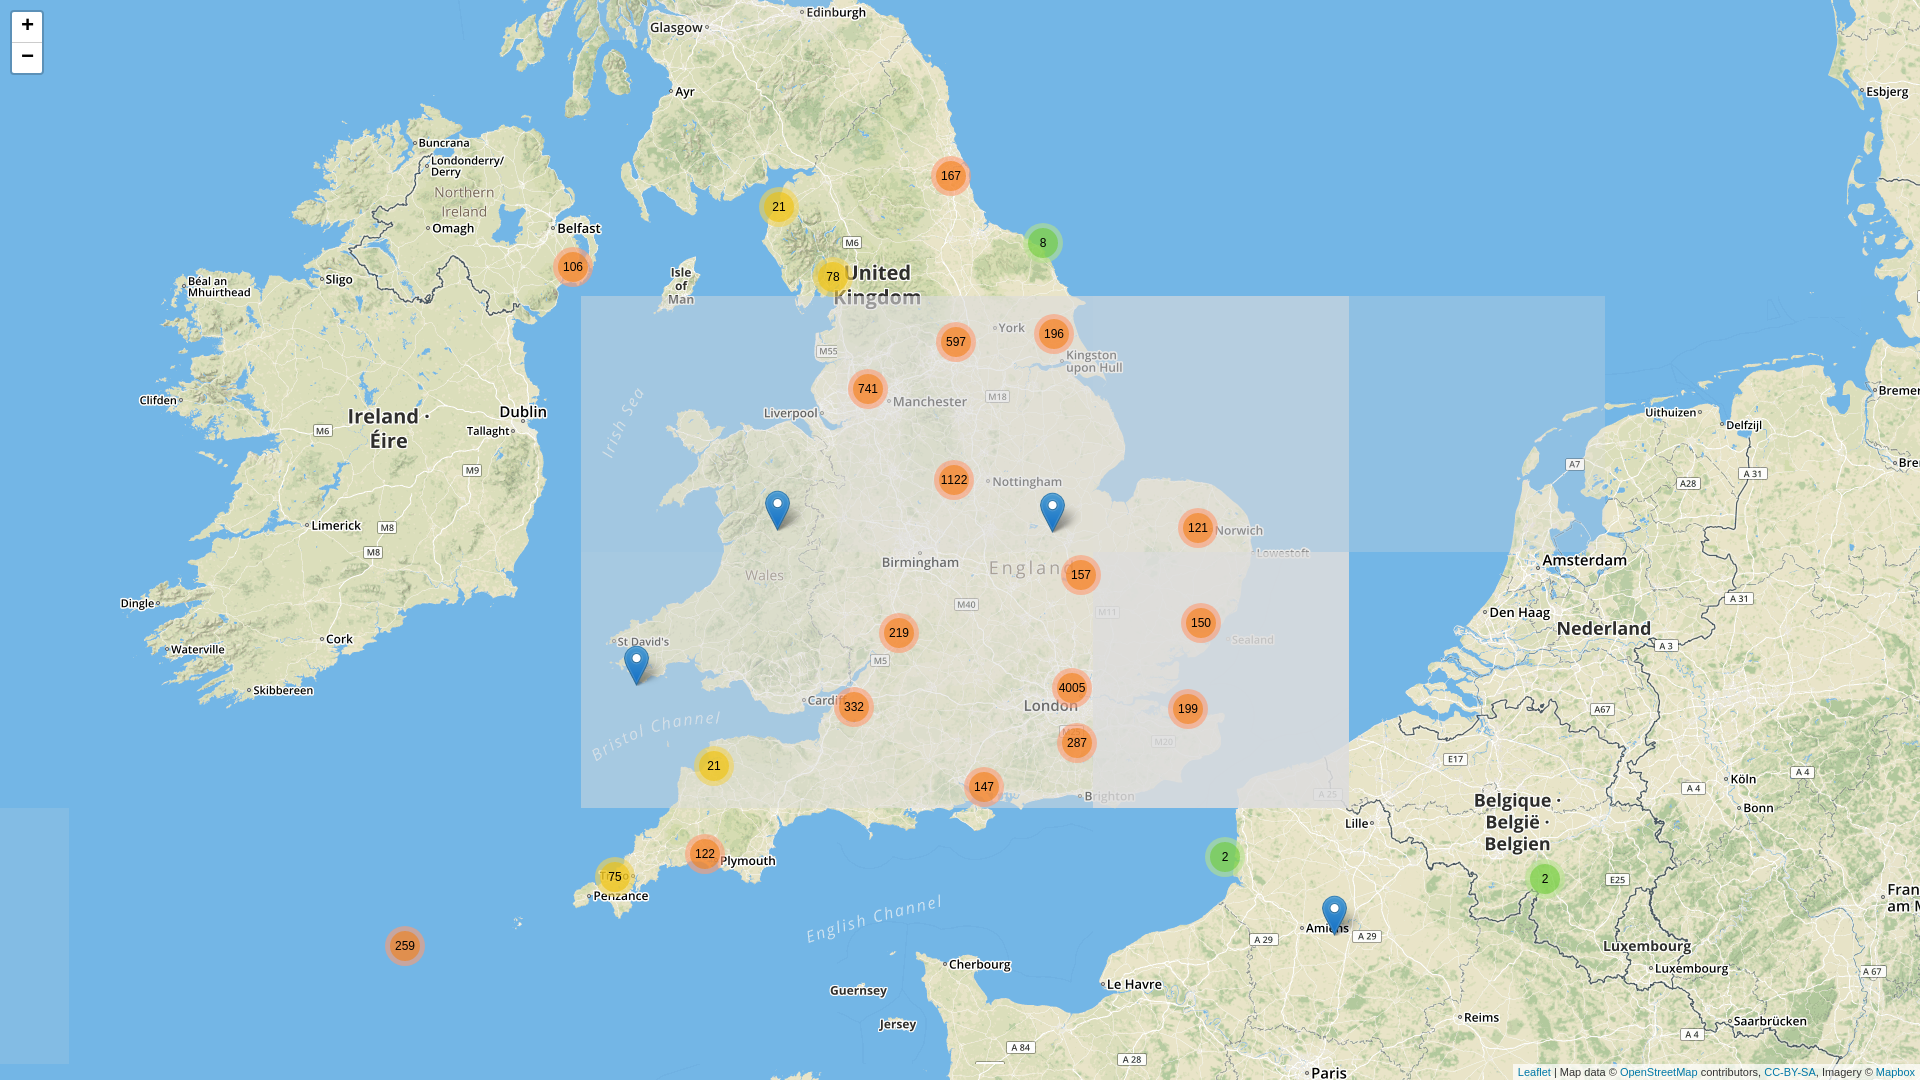 +
−
Edinburgh
Glasgow
Ayr
Esbjerg
Buncrana
Londonderry/
Derry
Northern
Ireland
Omagh
Belfast
167
21
8
M6
106
78
United
Kingdom
Isle
of
Man
Sligo
Béal an
Mhuirthead
York
196
597
M55
Kingston
upon Hull
741
Manchester
M18
Liverpool
Irish Sea
Clifden
Ireland ·
Éire
Dublin
M6
Tallaght
M9
Uithuizen
Delfzijl
A7
A 31
A28
1122
Nottingham
121
Norwich
Lowestoft
Limerick
M8
M8
Birmingham
Wales
157
Amsterdam
Dingle
M40
M11
A 31
Den Haag
Nederland
150
219
Sealand
Cork
Waterville
St David's
M5
A 3
Skibbereen
4005
332
London
199
A67
Bristol Channel
287
M20
E17
21
147
Brighton
A 25
Köln
A 4
A 4
Bonn
Belgique ·
België ·
Belgien
Lille
122
Plymouth
2
75
Penzance
2
E25
English Channel
259
Amiens
A 29
A 29
Luxembourg
Luxembourg
A 67
Cherbourg
Le Havre
Guernsey
Jersey
Reims
Saarbrücken
A 84
A 28
A 4
Paris
Leaflet | Map data © OpenStreetMap contributors, CC-BY-SA, Imagery © Mapbox